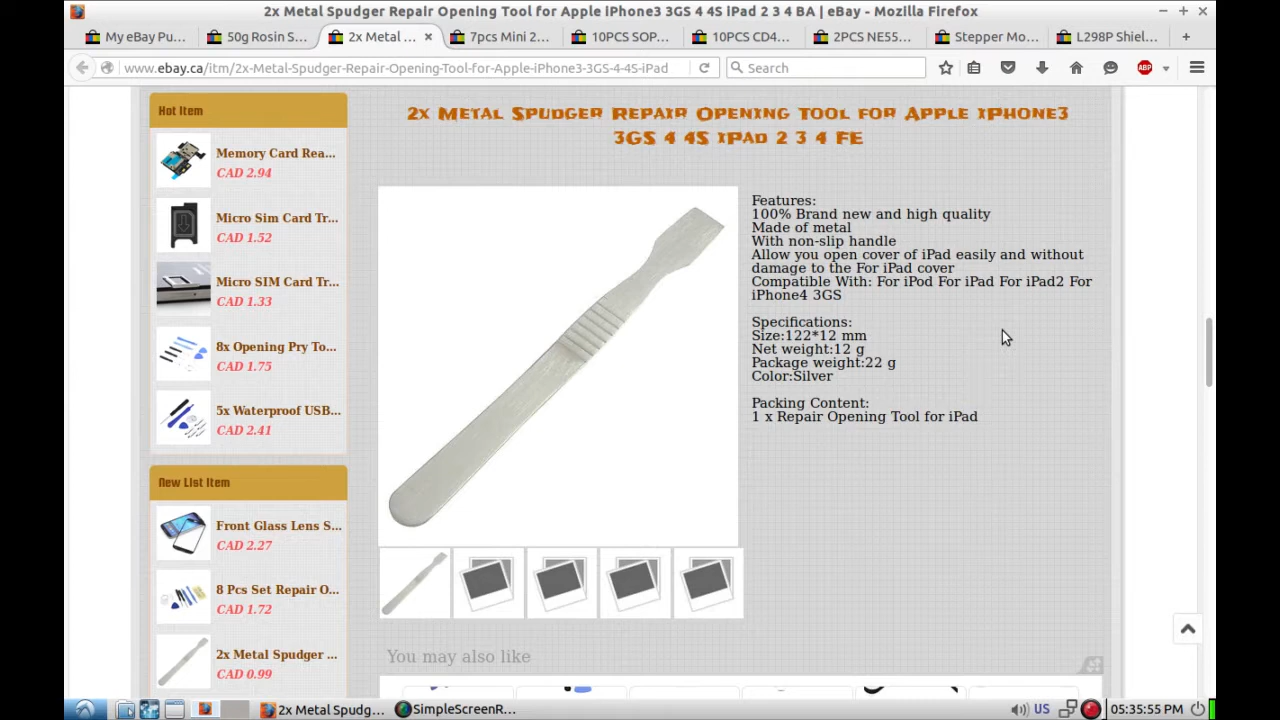 2x Metal Spudger Repair Opening Tool for Apple iPhone3 3GS 4 4S iPad 2 3 4 BA | eBay - Mozilla Firefox
My eBay Pu...
50g Rosin S...
2x Metal ...
7pcs Mini 2...
10PCS SOP...
10PCS CD4...
2PCS NE55...
Stepper Mo...
L298P Shiel...
www.ebay.ca/itm/2x-Metal-Spudger-Repair-Opening-Tool-for-Apple-iPhone3-3GS-4-4S-iPad
Search
ABP
Hot Item
Memory Card Rea...
CAD 2.94
Micro Sim Card Tr...
CAD 1.52
Micro SIM Card Tr...
CAD 1.33
8x Opening Pry To...
CAD 1.75
5x Waterproof USB...
CAD 2.41
New List Item
Front Glass Lens S...
CAD 2.27
8 Pcs Set Repair O...
CAD 1.72
2x Metal Spudger ...
CAD 0.99
2x Metal Spudger Repair Opening Tool for Apple iPhone3
3GS 4 4S iPad 2 3 4 FE
Features:
100% Brand new and high quality
Made of metal
With non-slip handle
Allow you open cover of iPad easily and without
damage to the For iPad cover
Compatible With: For iPod For iPad For iPad2 For
iPhone4 3GS
Specifications:
Size:122*12 mm
Net weight:12 g
Package weight:22 g
Color:Silver
Packing Content:
1 x Repair Opening Tool for iPad
You may also like
2x Metal Spudg...
SimpleScreenR...
US
05:35:55 PM